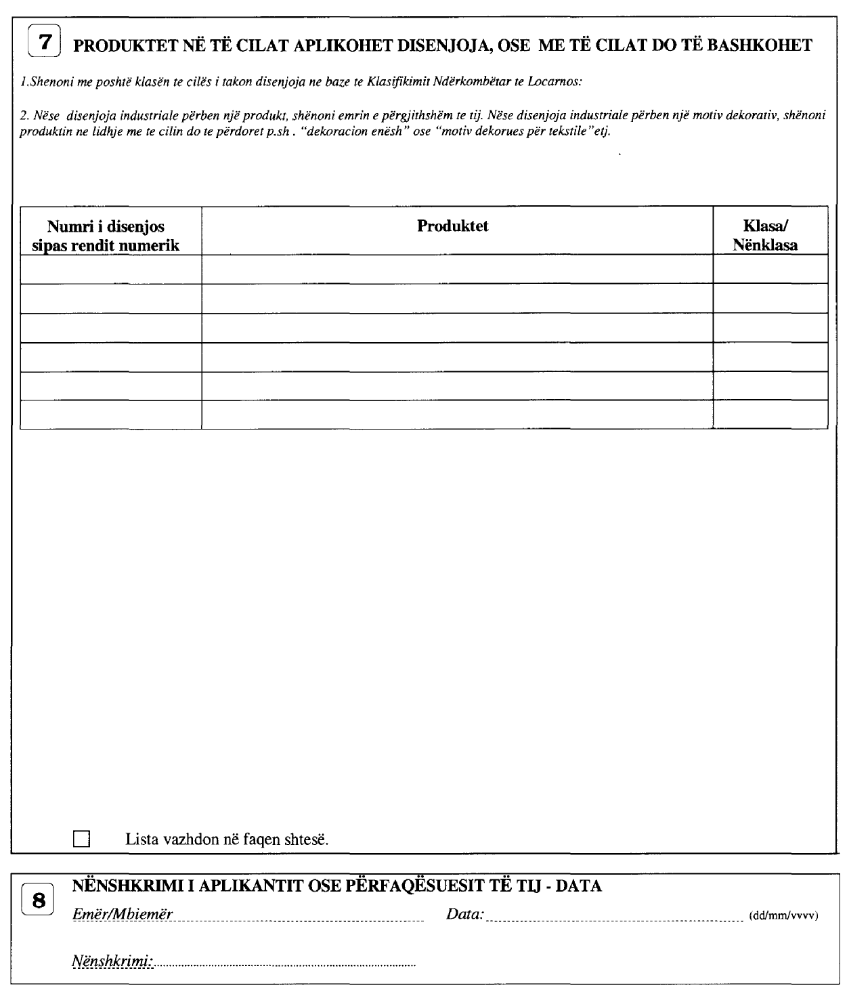 7 PRODUKTET NË TË CILAT APLIKOHET DISENJOJA, OSE ME TË CILAT DO TË BASHKOHET
1.Shenoni me poshtë klasën te cilës i takon disenjoja ne baze te Klasifikimit Ndërkombëtar te Locarnos:
2. Nëse disenjoja industriale përben një produkt, shënoni emrin e përgjithshëm te tij. Nëse disenjoja industriale përben një motiv dekorativ, shënoni
produktin ne lidhje me te cilin do te përdoret p.sh . “dekoracion enësh” ose “motiv dekorues për tekstile”etj.
Numri i disenjos
sipas rendit numerik
Produktet
Klasa/
Nënklasa
Lista vazhdon në faqen shtesë.
8 NËNSHKRIMI I APLIKANTIT OSE PËRFAQËSUESIT TË TIJ - DATA
Emër/Mbiemër Data: (dd/mm/vvvv)
Nënshkrimi: